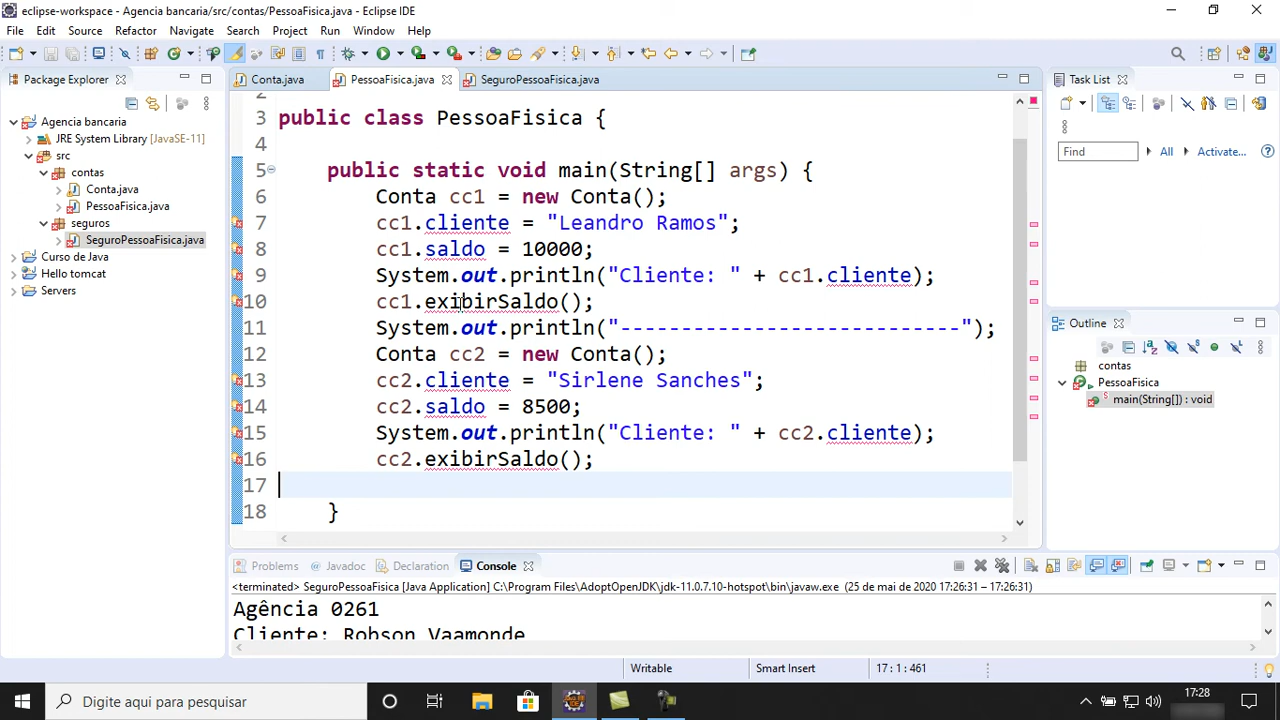 eclipse-workspace - Agencia bancaria/src/contas/PessoaFisica.java - Eclipse IDE
File Edit Source Refactor Navigate Search Project Run Window Help
Package Explorer
Conta.java PessoaFisica.java SeguroPessoaFisica.java
Task List
Agencia bancaria
JRE System Library [JavaSE-11]
src
contas
Conta.java
PessoaFisica.java
seguros
SeguroPessoaFisica.java
Curso de Java
Hello tomcat
Servers
2
3 public class PessoaFisica {
4
5 public static void main(String[] args) {
6 Conta cc1 = new Conta();
7 cc1.cliente = "Leandro Ramos";
8 cc1.saldo = 10000;
9 System.out.println("Cliente: " + cc1.cliente);
10 cc1.exibirSaldo();
11 System.out.println("----------------------------");
12 Conta cc2 = new Conta();
13 cc2.cliente = "Sirlene Sanches";
14 cc2.saldo = 8500;
15 System.out.println("Cliente: " + cc2.cliente);
16 cc2.exibirSaldo();
17
18 }
Find All Activate...
Outline
contas
PessoaFisica
main(String[]) : void
Problems Javadoc Declaration Console
<terminated> SeguroPessoaFisica [Java Application] C:\Program Files\AdoptOpenJDK\jdk-11.0.7.10-hotspot\bin\javaw.exe (25 de mai de 2020 17:26:31 – 17:26:31)
Agência 0261
Cliente: Robson Vaamonde
Writable Smart Insert 17 : 1 : 461
Digite aqui para pesquisar
17:28